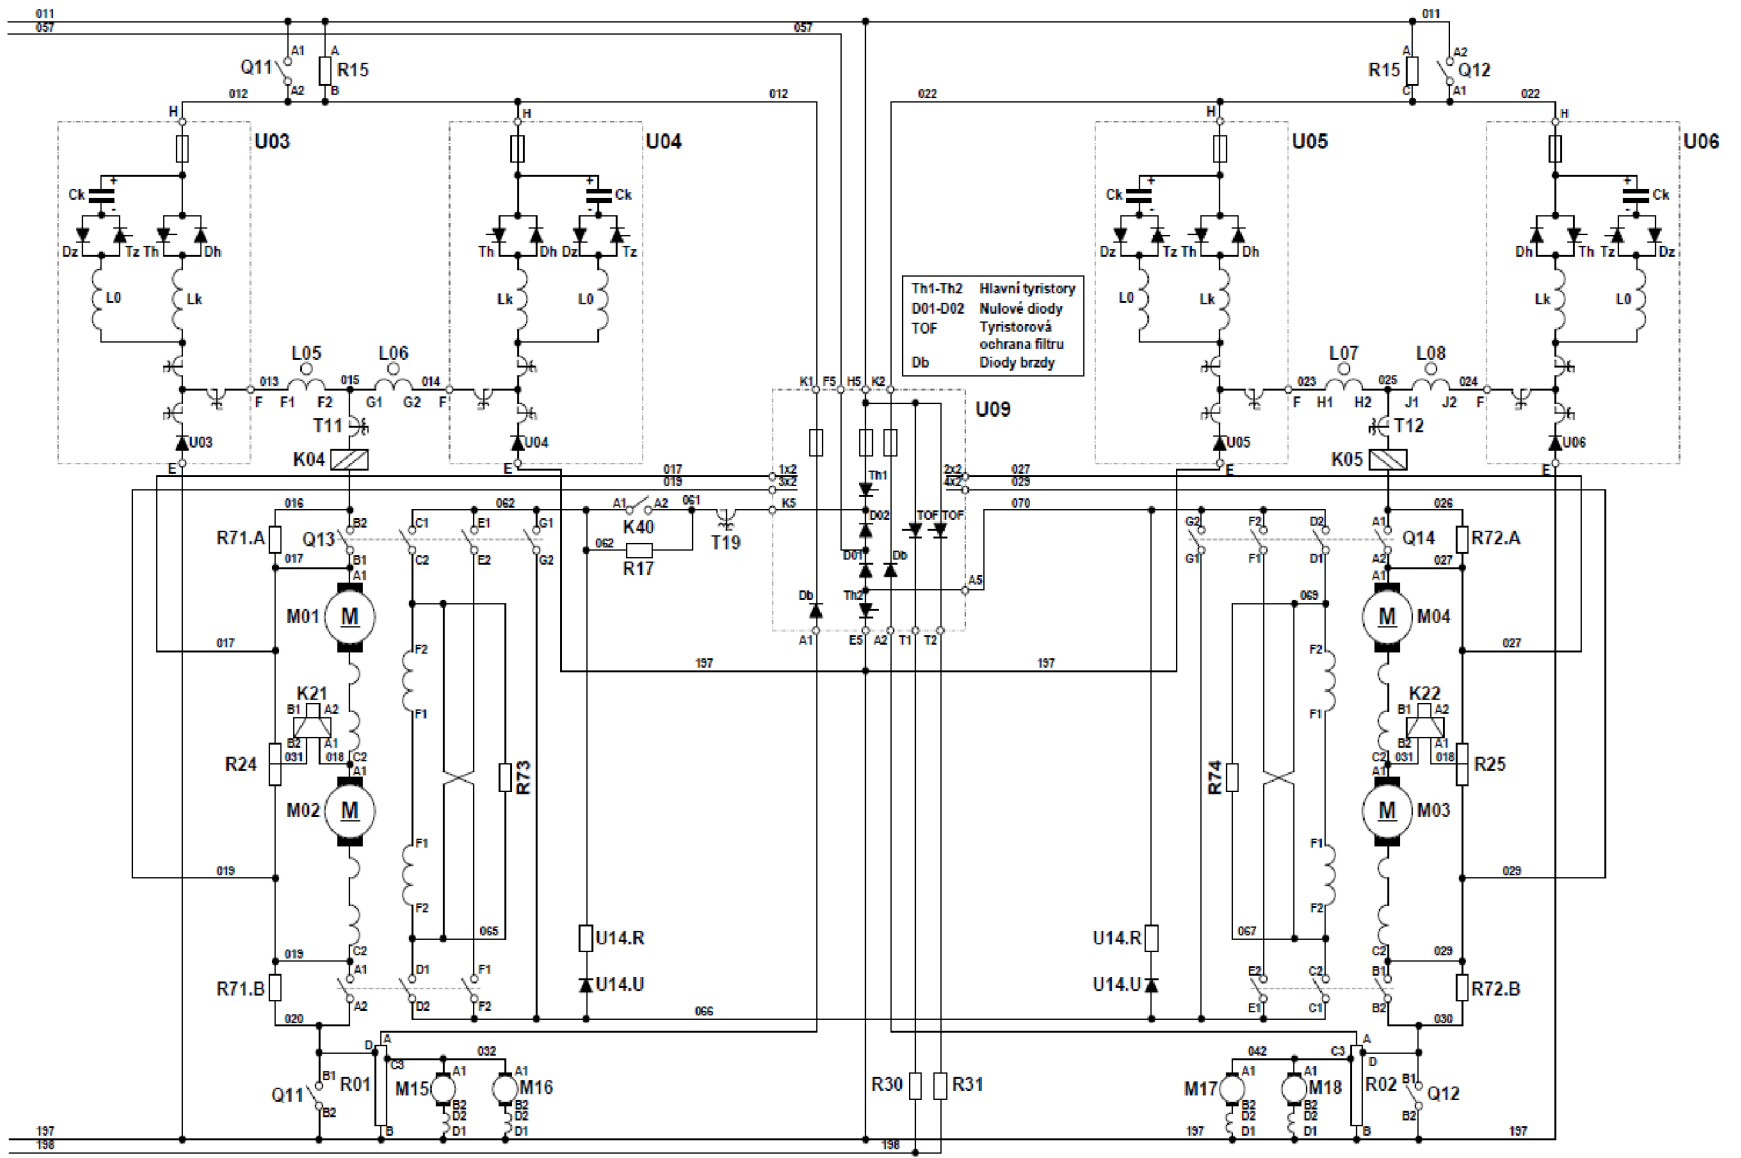 011 011
057 057
A1 A A A2
Q11 R15 R15 Q12
A2 B C A1
012 012 022 022
H H H H
U03 U04 U05 U06
+ + + +
Ck Ck Ck Ck
- - - -
Dz Tz Th Dh Th Dh Dz Tz Dz Tz Th Dh Dh Th Tz Dz
L0 Lk Lk L0 L0 Lk Lk L0
Th1-Th2 Hlavní tyristory
D01-D02 Nulové diody
TOF Tyristorová
ochrana filtru
Db Diody brzdy
L05 L06 L07 L08
013 015 014 K1 F5 H5 K2 023 025 024
F F1 F2 G1 G2 F F H1 H2 J1 J2 F
U09
T11 T12
U03 U04 U05 U06
K04 K05
E E E E
017 1x2 2x2 027
019 3x2 4x2 029
Th1
016 062 A1 A2 061 K5 070 026
B2 C1 E1 G1 G2 F2 D2 A1
R71.A Q13 K40 T19 D02 TOF TOF Q14 R72.A
062
017 B1 C2 E2 G2 R17 D01 Db G1 F1 D1 A2 027
A1 A5 A1
Db Th2 069
M01 M M M04
A1 E5 A2 T1 T2
017 F2 197 197 F2 027
K21 K22
B1 A2 F1 F1 B1 A2
B2 A1 B2 A1
R24 031 018 C2 R73 R74 C2 031 018 R25
A1 A1
M02 M M M03
F1 F1
019 029
F2 F2
065 U14.R U14.R 067
019 C2 C2 029
A1 D1 F1 E2 C2 B1
R71.B U14.U U14.U R72.B
A2 D2 F2 E1 C1 B2
020 066 030
D A A
C3 032 042 C3 D
B1 A1 A1 A1 A1 B1
Q11 R01 M15 M16 R30 R31 M17 M18 R02 Q12
B2 B2 B2 B2 B2 B2
D2 D2 D2 D2
B D1 D1 D1 D1 B
197 197 197
198 198